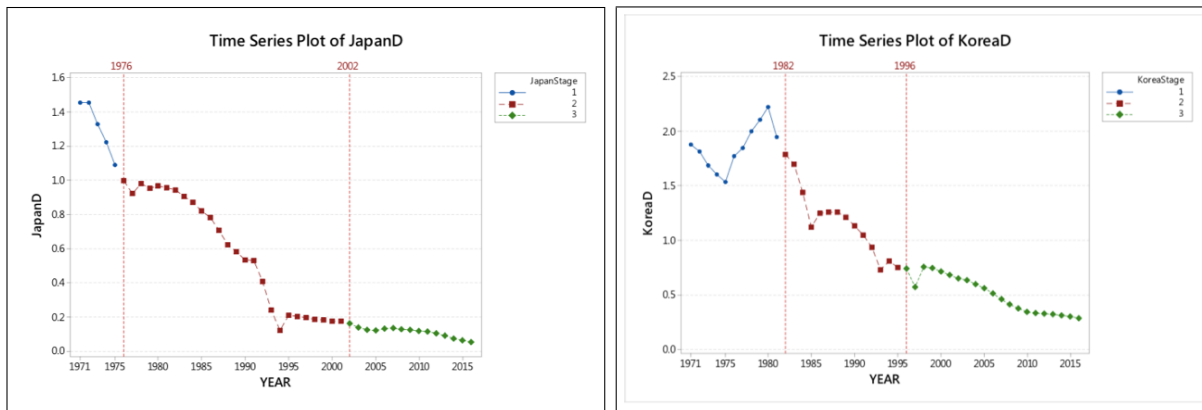 Time Series Plot of JapanD
1976 2002
JapanStage
1
2
3
1.6
1.4
1.2
1.0
0.8
0.6
0.4
0.2
0.0
JapanD
1971 1975 1980 1985 1990 1995 2000 2005 2010 2015
YEAR
Time Series Plot of KoreaD
1982 1996
KoreaStage
1
2
3
2.5
2.0
1.5
1.0
0.5
0.0
KoreaD
1971 1975 1980 1985 1990 1995 2000 2005 2010 2015
YEAR